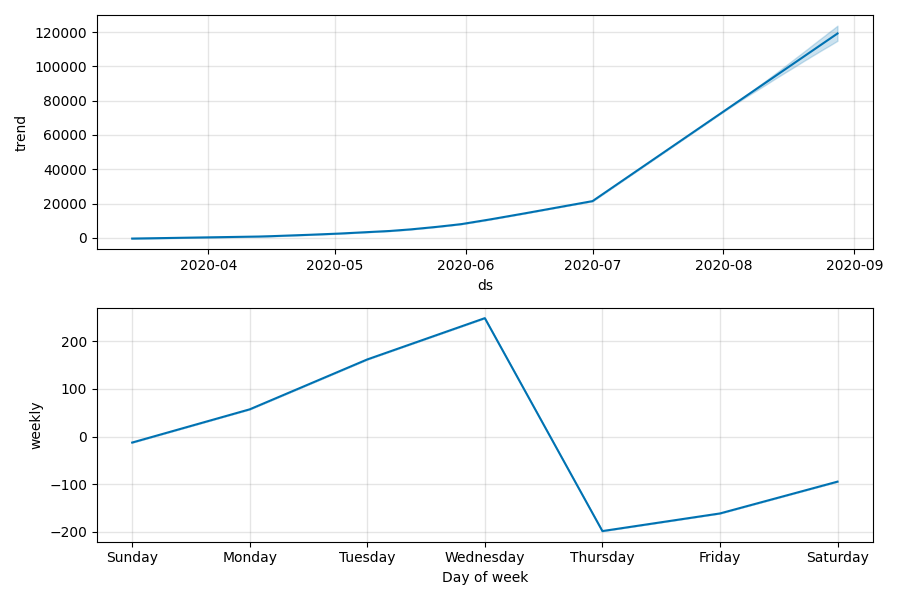 120000
100000
80000
60000
40000
20000
0
trend
2020-04 2020-05 2020-06 2020-07 2020-08 2020-09
ds
200
100
0
−100
−200
weekly
Sunday Monday Tuesday Wednesday Thursday Friday Saturday
Day of week